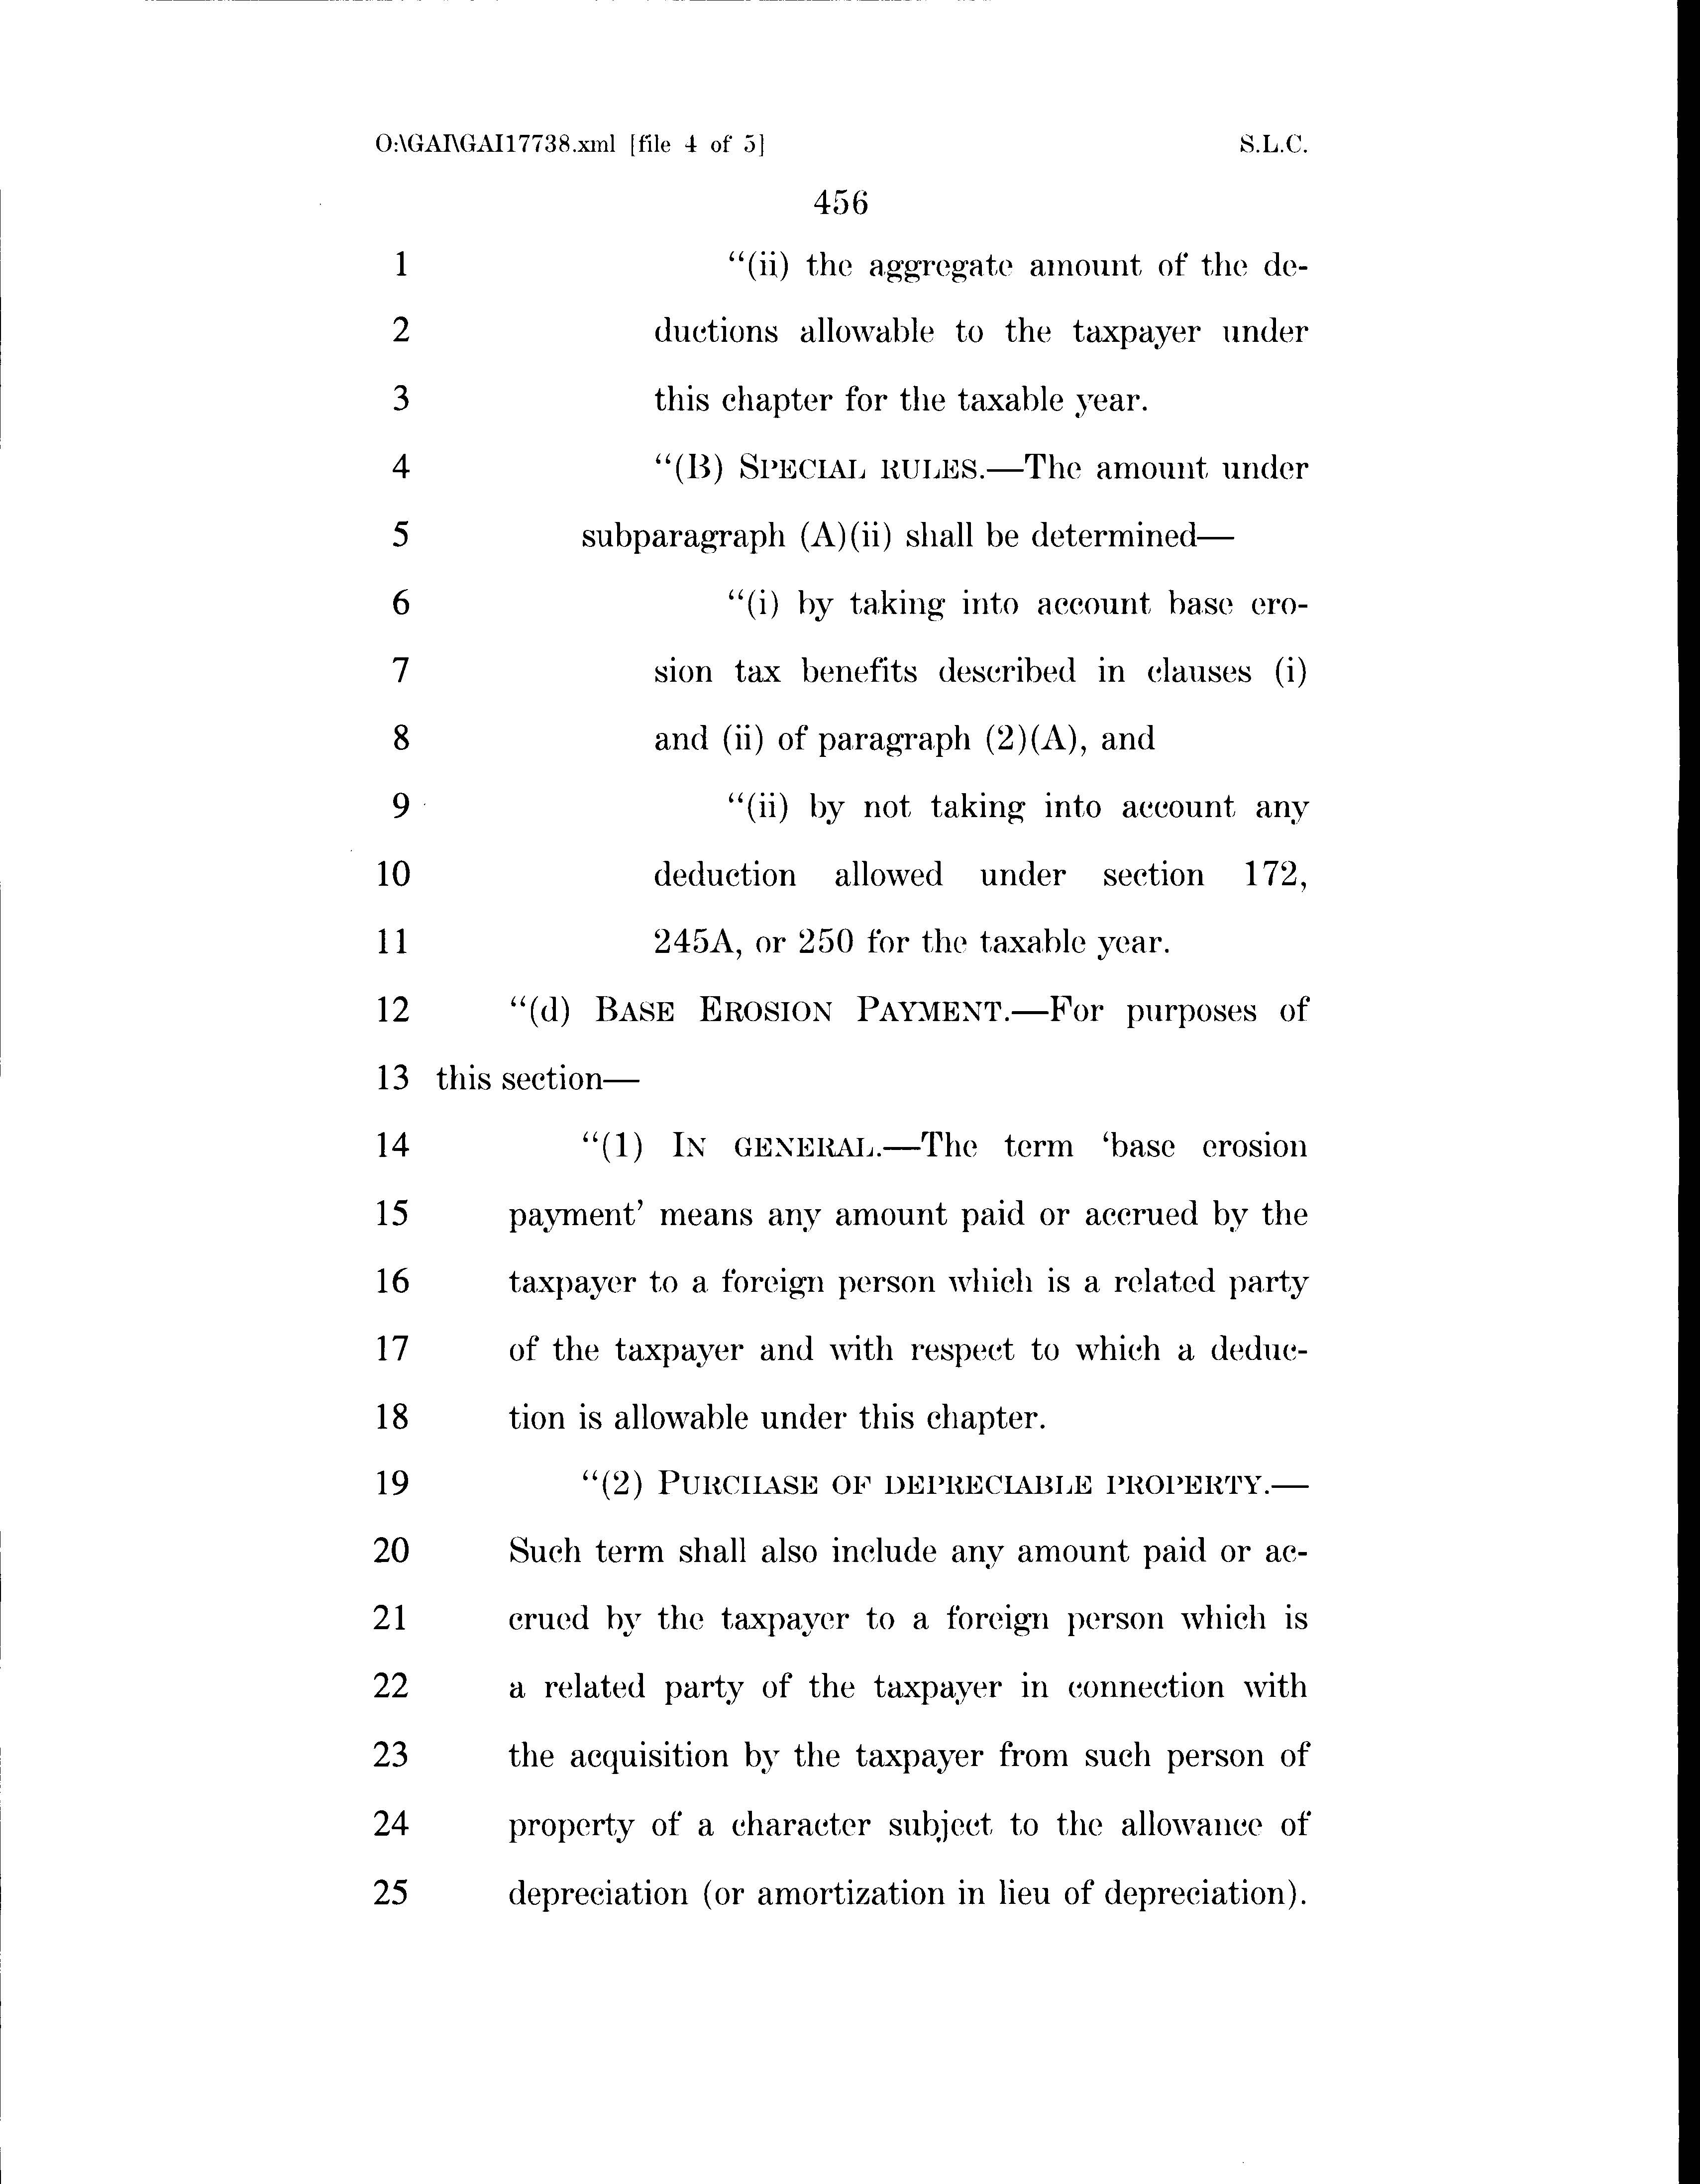 O:\GAI\GAI17738.xml [file 4 of 5] S.L.C.
456
1 “(ii) the aggregate amount of the de-
2 ductions allowable to the taxpayer under
3 this chapter for the taxable year.
4 “(B) SPECIAL RULES.—The amount under
5 subparagraph (A)(ii) shall be determined—
6 “(i) by taking into account base ero-
7 sion tax benefits described in clauses (i)
8 and (ii) of paragraph (2)(A), and
9 “(ii) by not taking into account any
10 deduction allowed under section 172,
11 245A, or 250 for the taxable year.
12 “(d) BASE EROSION PAYMENT.—For purposes of
13 this section—
14 “(1) IN GENERAL.—The term ‘base erosion
15 payment’ means any amount paid or accrued by the
16 taxpayer to a foreign person which is a related party
17 of the taxpayer and with respect to which a deduc-
18 tion is allowable under this chapter.
19 “(2) PURCHASE OF DEPRECIABLE PROPERTY.—
20 Such term shall also include any amount paid or ac-
21 crued by the taxpayer to a foreign person which is
22 a related party of the taxpayer in connection with
23 the acquisition by the taxpayer from such person of
24 property of a character subject to the allowance of
25 depreciation (or amortization in lieu of depreciation).